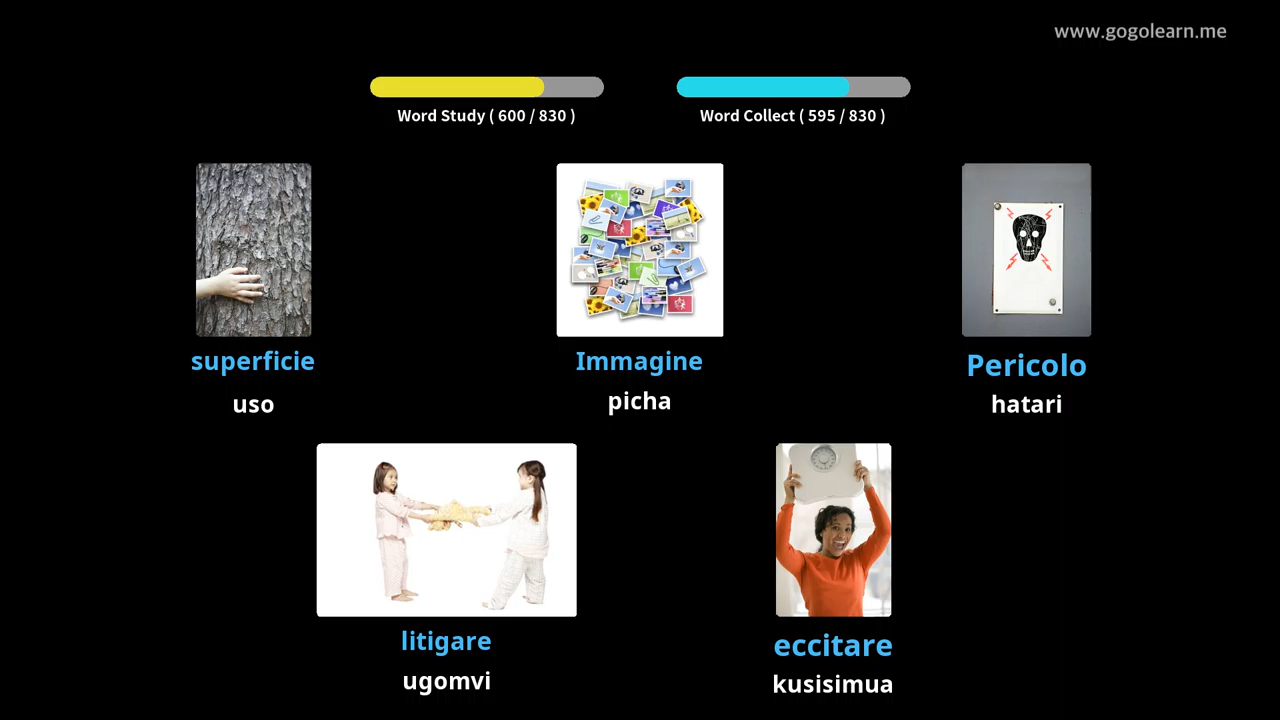 www.gogolearn.me
Word Study ( 600 / 830 )
Word Collect ( 595 / 830 )
superficie
uso
Immagine
picha
Pericolo
hatari
litigare
ugomvi
eccitare
kusisimua